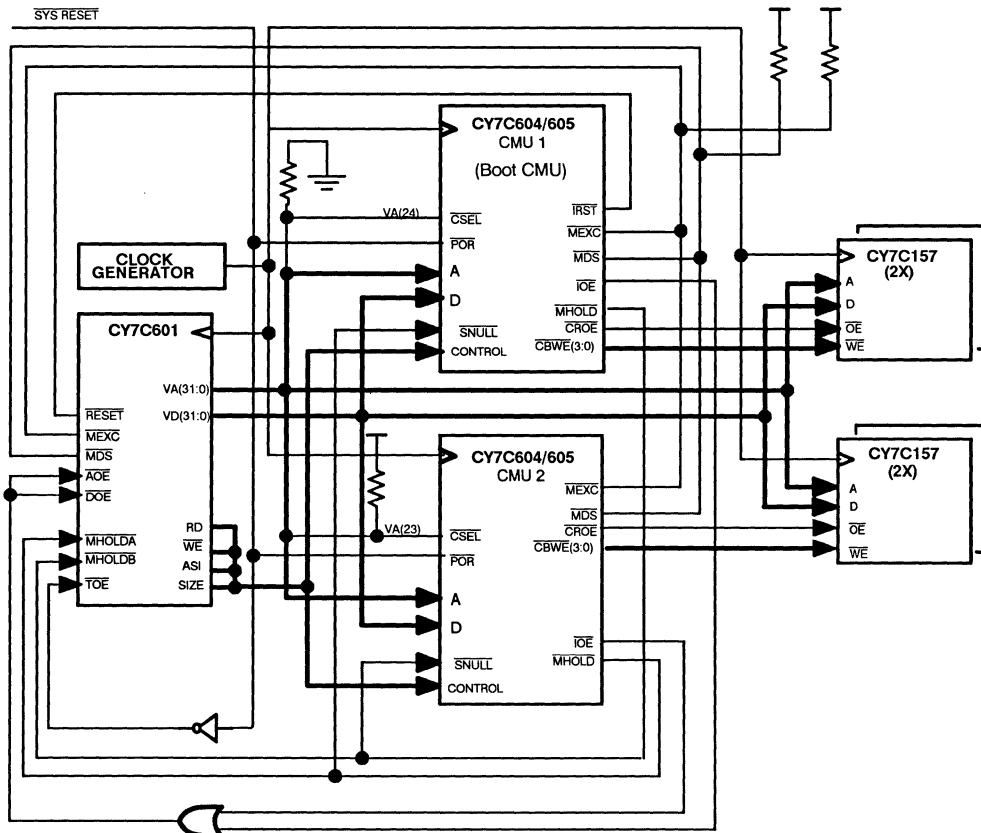 SYS RESET
CY7C604/605
CMU 1
(Boot CMU)
VA(24)
CSEL
POR
A
D
SNULL
CONTROL
IRST
MEXC
MDS
IOE
MHOLD
CROE
CBWE(3:0)
CLOCK
GENERATOR
CY7C157
(2X)
A
D
OE
WE
CY7C601
VA(31:0)
VD(31:0)
RESET
MEXC
MDS
AOE
DOE
MHOLDA
MHOLDB
TOE
RD
WE
ASI
SIZE
CY7C604/605
CMU 2
VA(23)
CSEL
POR
A
D
SNULL
CONTROL
MEXC
MDS
CROE
CBWE(3:0)
IOE
MHOLD
CY7C157
(2X)
A
D
OE
WE